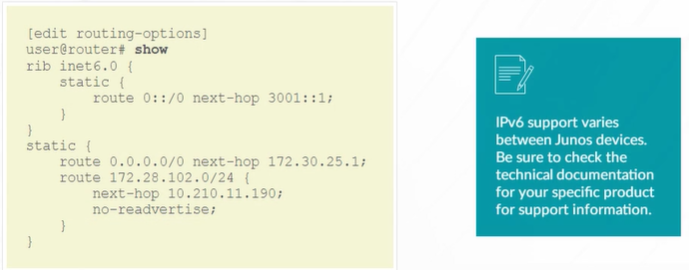 [edit routing-options]
user@router# show
rib inet6.0 {
    static {
        route 0::/0 next-hop 3001::1;
    }
}
static {
    route 0.0.0.0/0 next-hop 172.30.25.1;
    route 172.28.102.0/24 {
        next-hop 10.210.11.190;
        no-readvertise;
    }
}
IPv6 support varies
between Junos devices.
Be sure to check the
technical documentation
for your specific product
for support information.